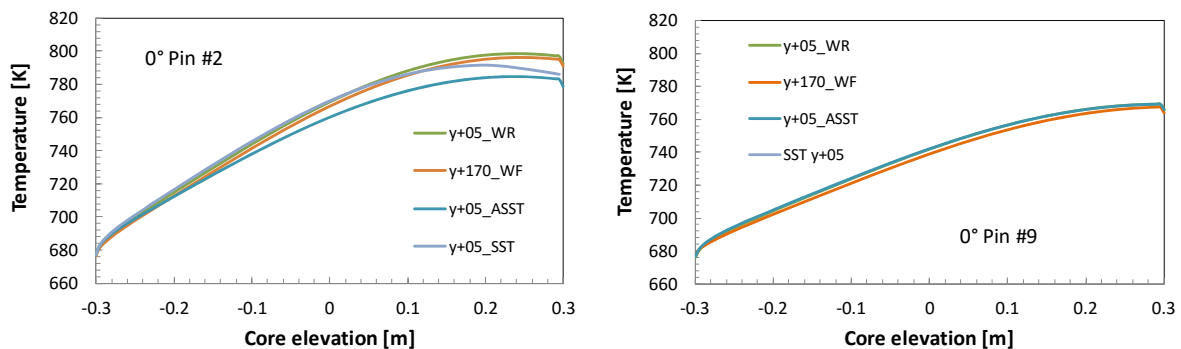 820
800
780
760
740
720
700
680
660
Temperature [K]
0° Pin #2
y+05_WR
y+170_WF
y+05_ASST
y+05_SST
-0.3
-0.2
-0.1
0
0.1
0.2
0.3
Core elevation [m]
820
800
780
760
740
720
700
680
660
Temperature [K]
y+05_WR
y+170_WF
y+05_ASST
SST y+05
0° Pin #9
-0.3
-0.2
-0.1
0
0.1
0.2
0.3
Core elevation [m]